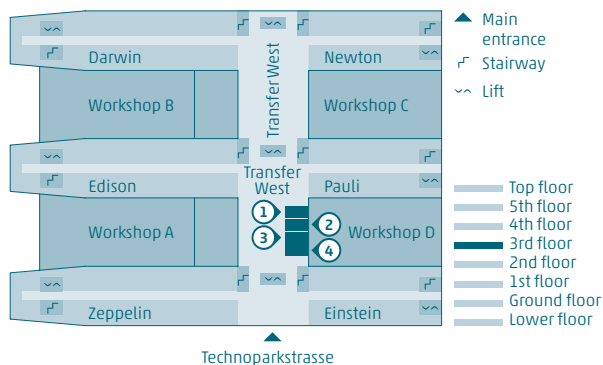 Darwin
Newton
Transfer West
Workshop B
Workshop C
Edison
Transfer
West
Pauli
1
2
3
4
Workshop A
Workshop D
Zeppelin
Einstein
Technoparkstrasse
Main
entrance
Stairway
Lift
Top floor
5th floor
4th floor
3rd floor
2nd floor
1st floor
Ground floor
Lower floor